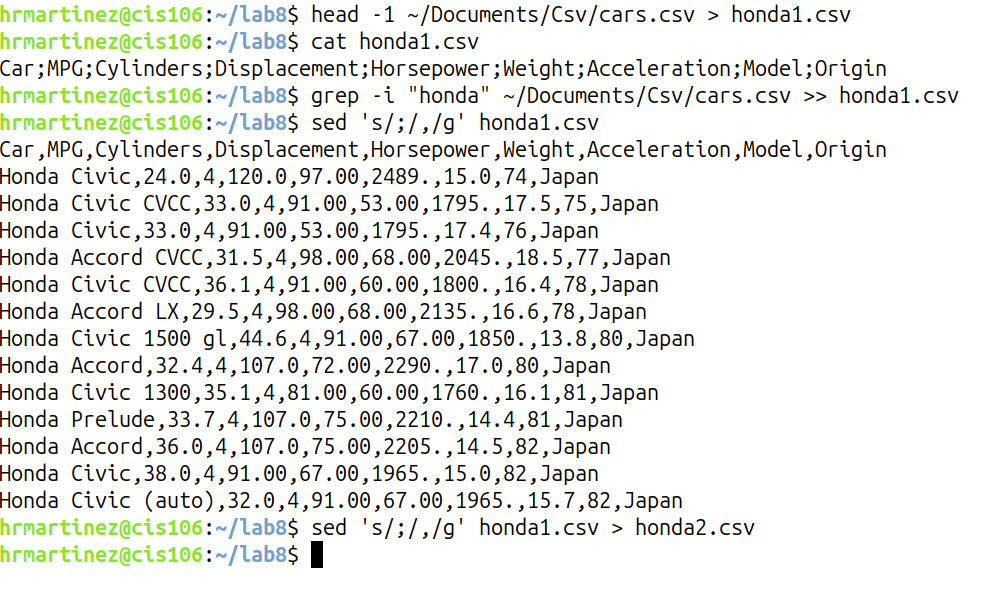 hrmartinez@cis106:~/lab8$ head -1 ~/Documents/Csv/cars.csv > honda1.csv
hrmartinez@cis106:~/lab8$ cat honda1.csv
Car;MPG;Cylinders;Displacement;Horsepower;Weight;Acceleration;Model;Origin
hrmartinez@cis106:~/lab8$ grep -i "honda" ~/Documents/Csv/cars.csv >> honda1.csv
hrmartinez@cis106:~/lab8$ sed 's/;/,/g' honda1.csv
Car,MPG,Cylinders,Displacement,Horsepower,Weight,Acceleration,Model,Origin
Honda Civic,24.0,4,120.0,97.00,2489.,15.0,74,Japan
Honda Civic CVCC,33.0,4,91.00,53.00,1795.,17.5,75,Japan
Honda Civic,33.0,4,91.00,53.00,1795.,17.4,76,Japan
Honda Accord CVCC,31.5,4,98.00,68.00,2045.,18.5,77,Japan
Honda Civic CVCC,36.1,4,91.00,60.00,1800.,16.4,78,Japan
Honda Accord LX,29.5,4,98.00,68.00,2135.,16.6,78,Japan
Honda Civic 1500 gl,44.6,4,91.00,67.00,1850.,13.8,80,Japan
Honda Accord,32.4,4,107.0,72.00,2290.,17.0,80,Japan
Honda Civic 1300,35.1,4,81.00,60.00,1760.,16.1,81,Japan
Honda Prelude,33.7,4,107.0,75.00,2210.,14.4,81,Japan
Honda Accord,36.0,4,107.0,75.00,2205.,14.5,82,Japan
Honda Civic,38.0,4,91.00,67.00,1965.,15.0,82,Japan
Honda Civic (auto),32.0,4,91.00,67.00,1965.,15.7,82,Japan
hrmartinez@cis106:~/lab8$ sed 's/;/,/g' honda1.csv > honda2.csv
hrmartinez@cis106:~/lab8$